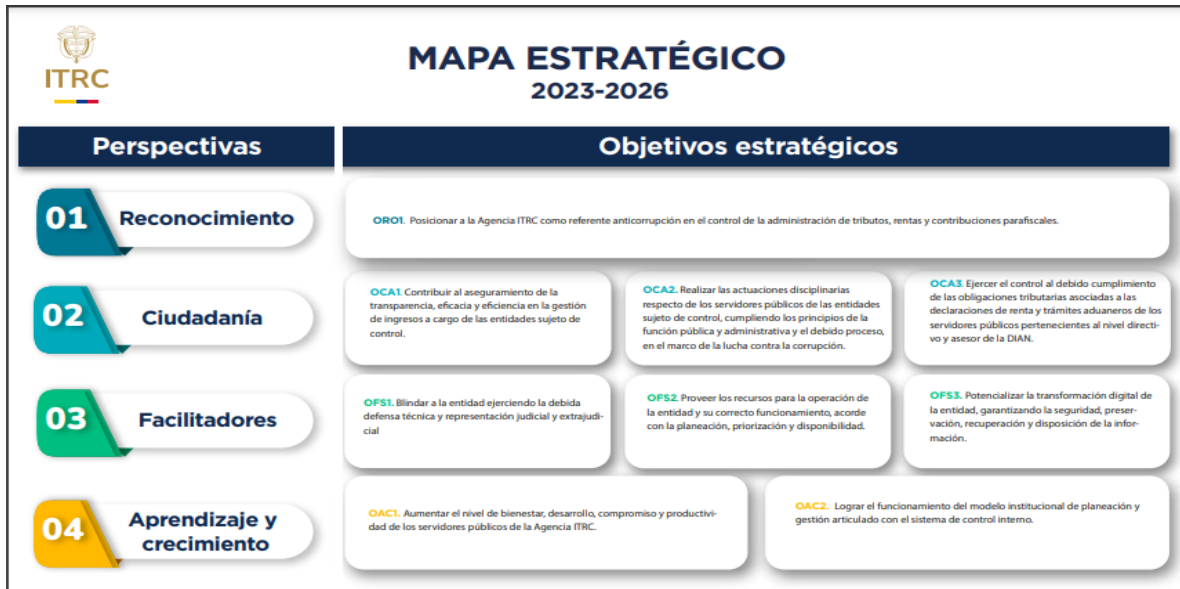 ITRC
MAPA ESTRATÉGICO
2023-2026
Perspectivas
Objetivos estratégicos
01
Reconocimiento
ORO1. Posicionar a la Agencia ITRC como referente anticorrupción en el control de la administración de tributos, rentas y contribuciones parafiscales.
02
Ciudadanía
OCA1. Contribuir al aseguramiento de la
transparencia, eficacia y eficiencia en la gestión
de ingresos a cargo de las entidades sujeto de
control.
OCA2. Realizar las actuaciones disciplinarias
respecto de los servidores públicos de las entidades
sujeto de control, cumpliendo los principios de la
función pública y administrativa y el debido proceso,
en el marco de la lucha contra la corrupción.
OCA3. Ejercer el control al debido cumplimiento
de las obligaciones tributarias asociadas a las
declaraciones de renta y trámites aduaneros de los
servidores públicos pertenecientes al nivel directi-
vo y asesor de la DIAN.
03
Facilitadores
OFS1. Blindar a la entidad ejerciendo la debida
defensa técnica y representación judicial y extrajudi-
cial
OFS2. Proveer los recursos para la operación de
la entidad y su correcto funcionamiento, acorde
con la planeación, priorización y disponibilidad.
OFS3. Potencializar la transformación digital de
la entidad, garantizando la seguridad, preser-
vación, recuperación y disposición de la infor-
mación.
04
Aprendizaje y
crecimiento
OAC1. Aumentar el nivel de bienestar, desarrollo, compromiso y productivi-
dad de los servidores públicos de la Agencia ITRC.
OAC2. Lograr el funcionamiento del modelo institucional de planeación y
gestión articulado con el sistema de control interno.